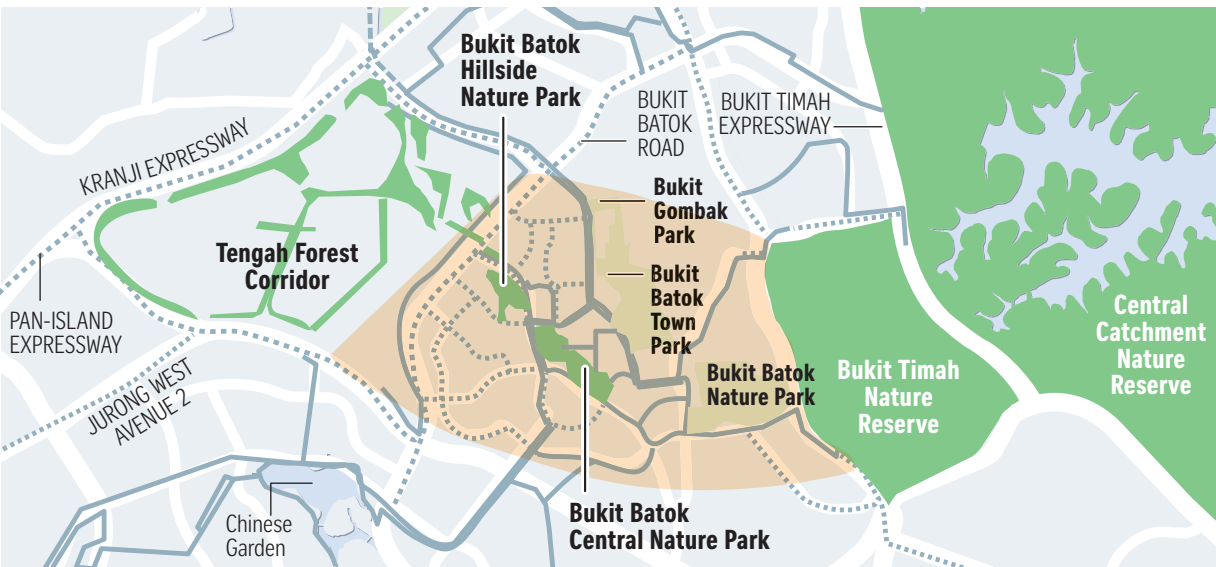 Bukit Batok
Hillside
Nature Park
BUKIT
BATOK
ROAD
BUKIT TIMAH
EXPRESSWAY
KRANJI EXPRESSWAY
Bukit
Gombak
Park
Tengah Forest
Corridor
Bukit
Batok
Town
Park
PAN-ISLAND
EXPRESSWAY
Central
Catchment
Nature
Reserve
Bukit Batok
Nature Park
Bukit Timah
Nature
Reserve
JURONG WEST
AVENUE 2
Chinese
Garden
Bukit Batok
Central Nature Park